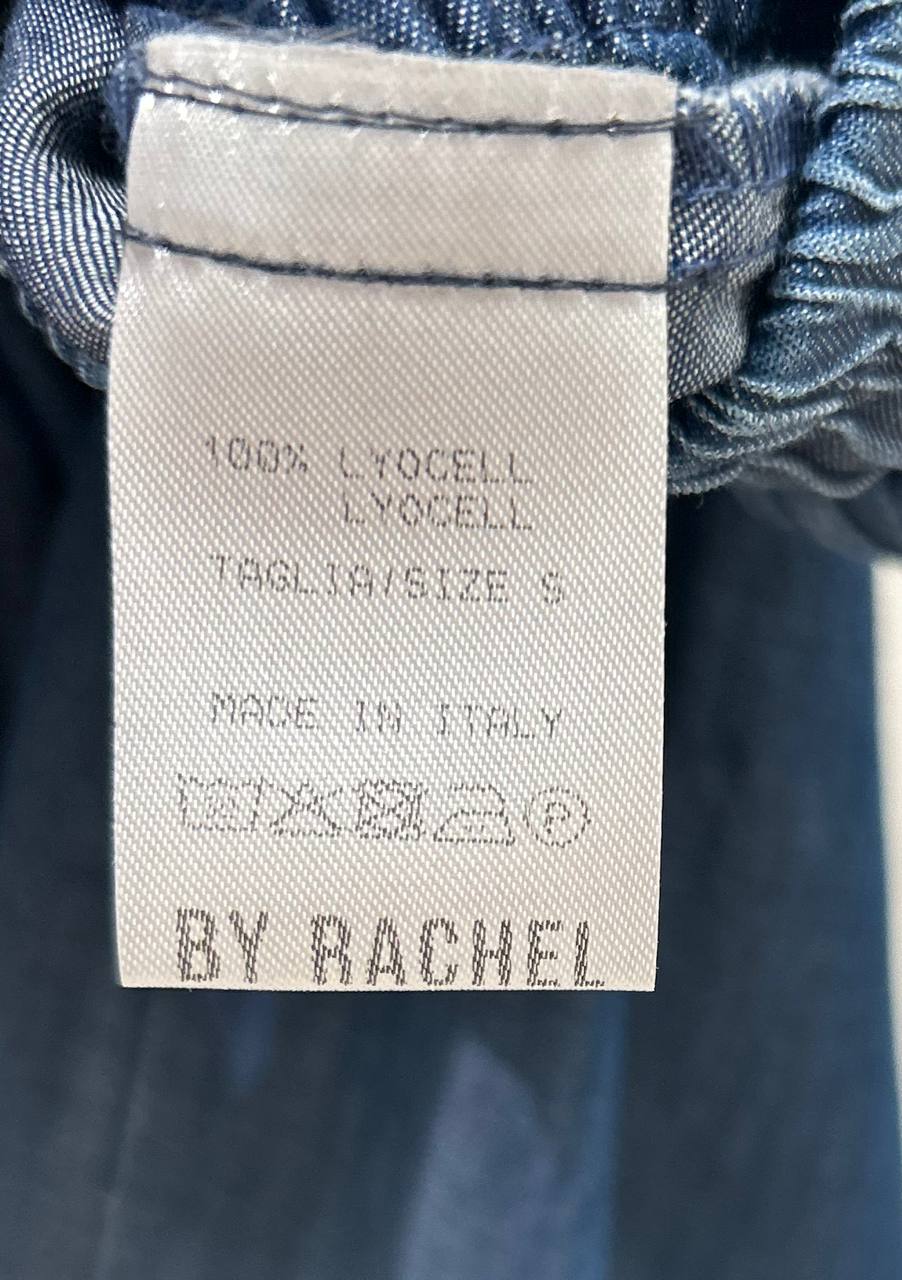 100% LYOCELL
LYOCELL
TAGLIA/SIZE S
MADE IN ITALY
P
BY RACHEL